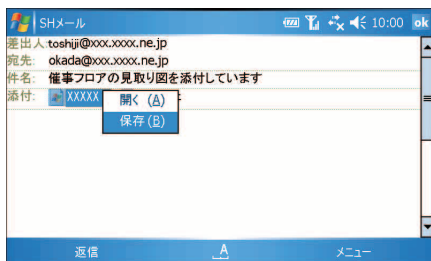 SHメール 10:00 ok
差出人:toshiji@xxx.xxxx.ne.jp
宛先: okada@xxx.xxxx.ne.jp
件名: 催事フロアの見取り図を添付しています
添付: XXXXX
開く (A)
保存(B)
返信 A メニュー